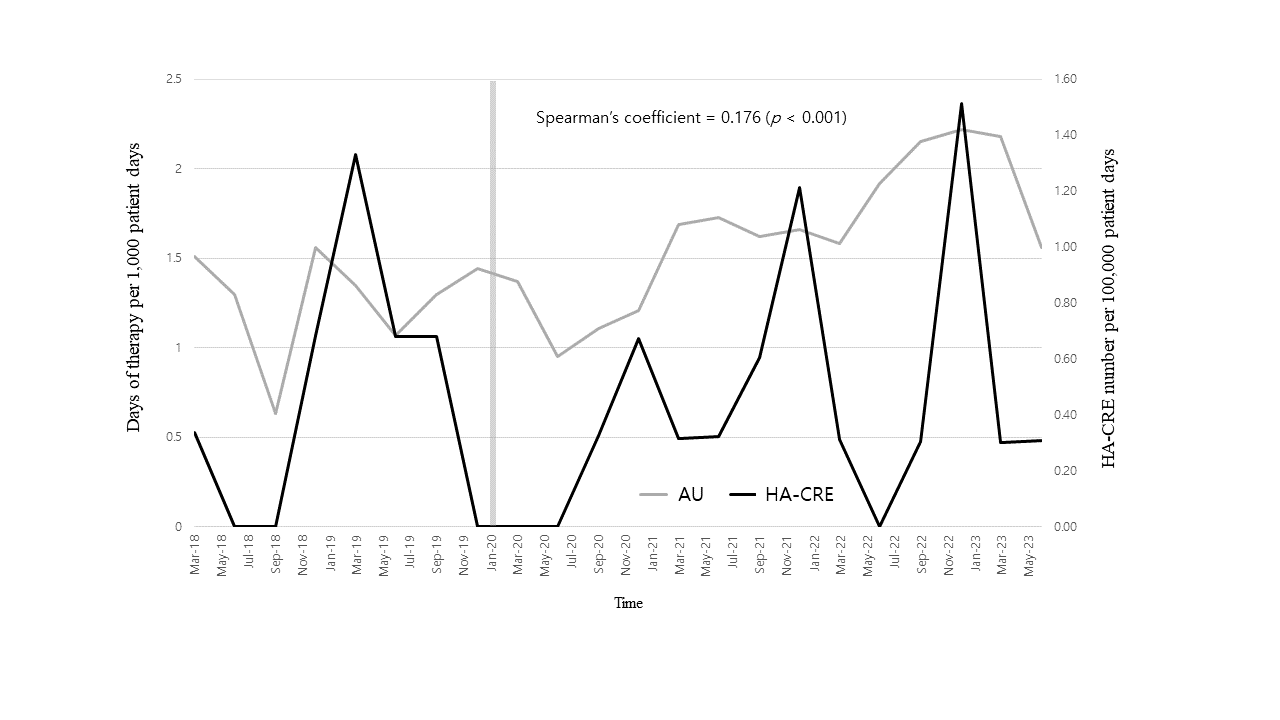 2.5
2
1.5
1
0.5
0
Days of therapy per 1,000 patient days
Spearman's coefficient = 0.176 (p < 0.001)
AU
HA-CRE
1.60
1.40
1.20
1.00
0.80
0.60
0.40
0.20
0.00
HA-CRE number per 100,000 patient days
Mar-18
May-18
Jul-18
Sep-18
Nov-18
Jan-19
Mar-19
May-19
Jul-19
Sep-19
Nov-19
Jan-20
Mar-20
May-20
Jul-20
Sep-20
Nov-20
Jan-21
Mar-21
May-21
Jul-21
Sep-21
Nov-21
Jan-22
Mar-22
May-22
Jul-22
Sep-22
Nov-22
Jan-23
Mar-23
May-23
Time